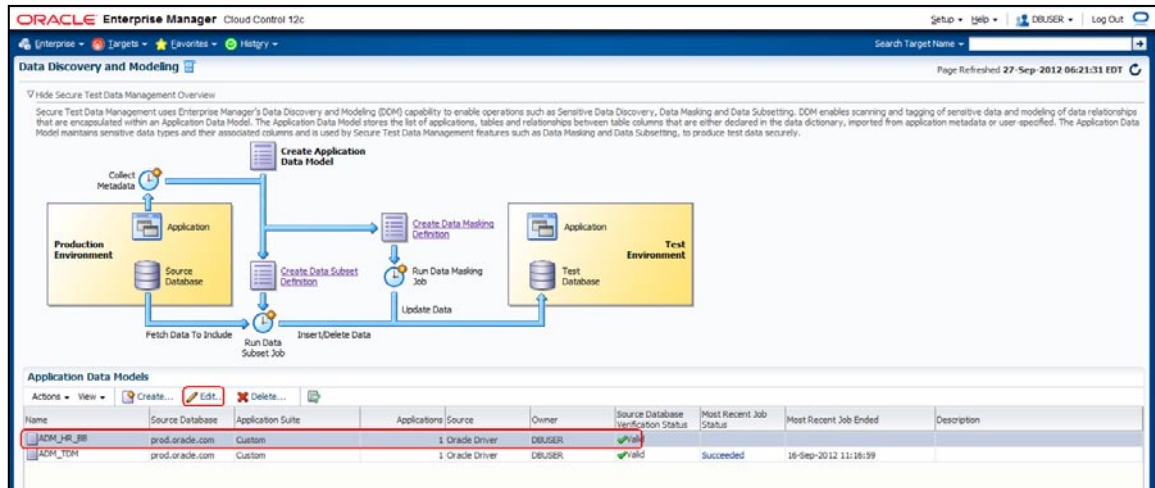 ORACLE Enterprise Manager Cloud Control 12c
Setup Help DBUSER Log Out
Enterprise Targets Favorites History
Search Target Name
Data Discovery and Modeling
Page Refreshed 27-Sep-2012 06:21:31 EDT
Hide Secure Test Data Management Overview
Secure Test Data Management uses Enterprise Manager's Data Discovery and Modeling (DDM) capability to enable operations such as Sensitive Data Discovery, Data Masking and Data Subsetting. DDM enables scanning and tagging of sensitive data and modeling of data relationships
that are encapsulated within an Application Data Model. The Application Data Model stores the list of applications, tables and relationships between table columns that are either declared in the data dictionary, imported from application metadata or user-specified. The Application Data
Model maintains sensitive data types and their associated columns and is used by Secure Test Data Management features such as Data Masking and Data Subsetting, to produce test data securely.
Create Application
Data Model
Collect
Metadata
Application
Production
Environment
Source
Database
Create Data Subset
Definition
Create Data Masking
Definition
Run Data Masking
Job
Application
Test
Environment
Test
Database
Update Data
Fetch Data To Include
Run Data
Subset Job
Insert/Delete Data
Application Data Models
Actions View Create... Edit... Delete...
Name Source Database Application Suite Applications Source Owner Source Database Verification Status Most Recent Job Status Most Recent Job Ended Description
ADM_HR_BB prod.oracle.com Custom 1 Oracle Driver DBUSER Valid
ADM_TDM prod.oracle.com Custom 1 Oracle Driver DBUSER Valid Succeeded 16-Sep-2012 11:16:59